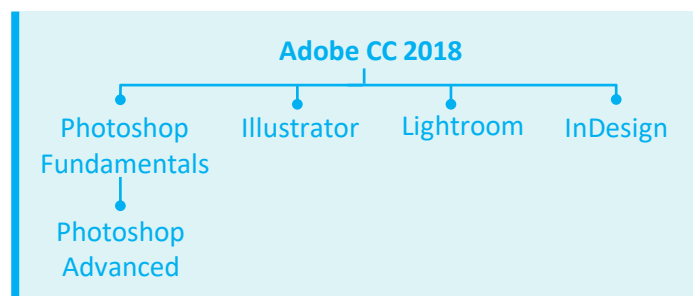 Adobe CC 2018
Photoshop
Fundamentals
Illustrator
Lightroom
InDesign
Photoshop
Advanced